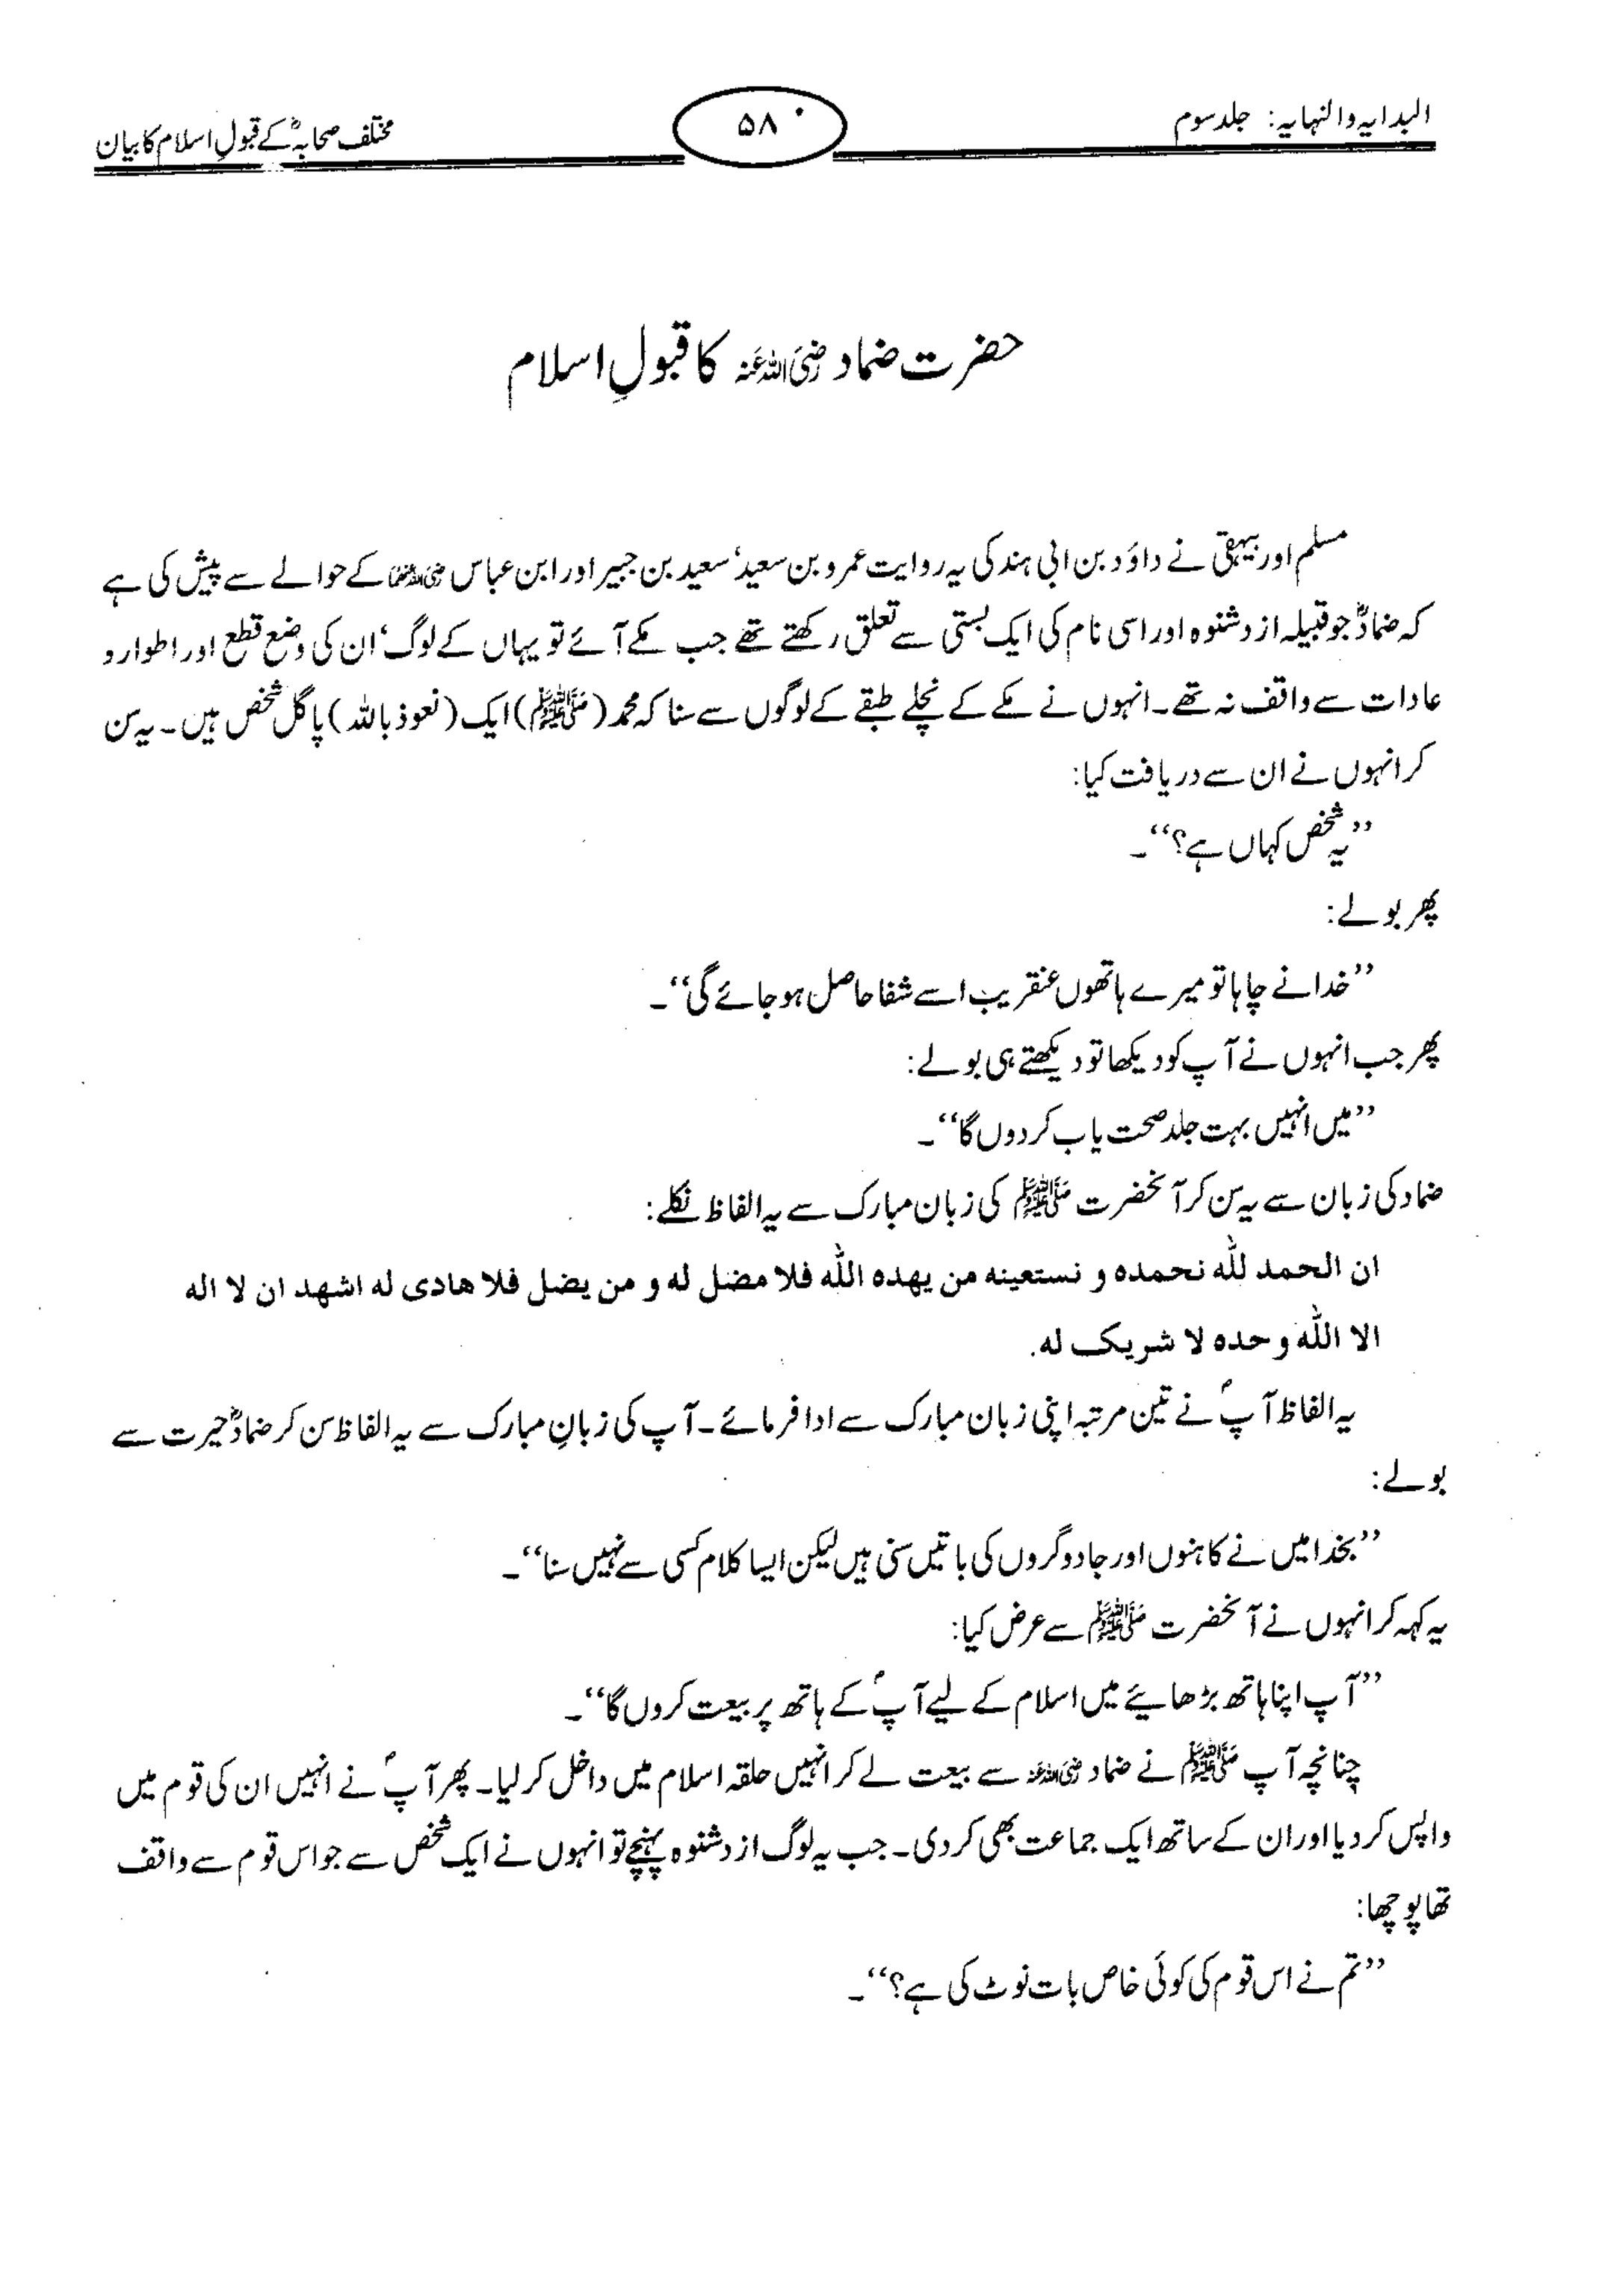 البدایہ والنہایہ: جلد سوم
۵۸
مختلف صحابہؓ کے قبولِ اسلام کا بیان
حضرت ضماد رضی اللہ عنہ کا قبولِ اسلام
مسلم اور بیہقی نے داؤد بن ابی ہند کی یہ روایت عمرو بن سعید‘ سعید بن جبیر اور ابن عباس رضی اللہ عنہما کے حوالے سے پیش کی ہے
کہ ضمادؓ جو قبیلہ ازدشنوہ اور اسی نام کی ایک بستی سے تعلق رکھتے تھے جب مکے آئے تو یہاں کے لوگ‘ ان کی وضع قطع اور اطوار و
عادات سے واقف نہ تھے۔ انہوں نے مکے کے نچلے طبقے کے لوگوں سے سنا کہ محمد (ﷺ) ایک (نعوذ باللہ) پاگل شخص ہیں۔ یہ سن
کر انہوں نے ان سے دریافت کیا:
’’یہ شخص کہاں ہے؟‘‘۔
پھر بولے:
’’خدا نے چاہا تو میرے ہاتھوں عنقریب اسے شفا حاصل ہو جائے گی‘‘۔
پھر جب انہوں نے آپ کو دیکھا تو دیکھتے ہی بولے:
’’میں انہیں بہت جلد صحت یاب کر دوں گا‘‘۔
ضماد کی زبان سے یہ سن کر آنحضرت ﷺ کی زبان مبارک سے یہ الفاظ نکلے:
ان الحمد للّٰہ نحمدہ و نستعینہ من یھدہ اللّٰہ فلا مضل لہ و من یضل فلا ھادی لہ اشھد ان لا الہ
الا اللّٰہ وحدہ لا شریک لہ.
یہ الفاظ آپؐ نے تین مرتبہ اپنی زبان مبارک سے ادا فرمائے۔ آپ کی زبانِ مبارک سے یہ الفاظ سن کر ضمادؓ حیرت سے
بولے:
’’بخدا میں نے کاہنوں اور جادوگروں کی باتیں سنی ہیں لیکن ایسا کلام کسی سے نہیں سنا‘‘۔
یہ کہہ کر انہوں نے آنحضرت ﷺ سے عرض کیا:
’’آپ اپنا ہاتھ بڑھایئے میں اسلام کے لیے آپؐ کے ہاتھ پر بیعت کروں گا‘‘۔
چنانچہ آپ ﷺ نے ضماد رضی اللہ عنہ سے بیعت لے کر انہیں حلقہ اسلام میں داخل کر لیا۔ پھر آپؐ نے انہیں ان کی قوم میں
واپس کر دیا اور ان کے ساتھ ایک جماعت بھی کر دی۔ جب یہ لوگ ازدشنوہ پہنچے تو انہوں نے ایک شخص سے جو اس قوم سے واقف
تھا پوچھا:
’’تم نے اس قوم کی کوئی خاص بات نوٹ کی ہے؟‘‘۔